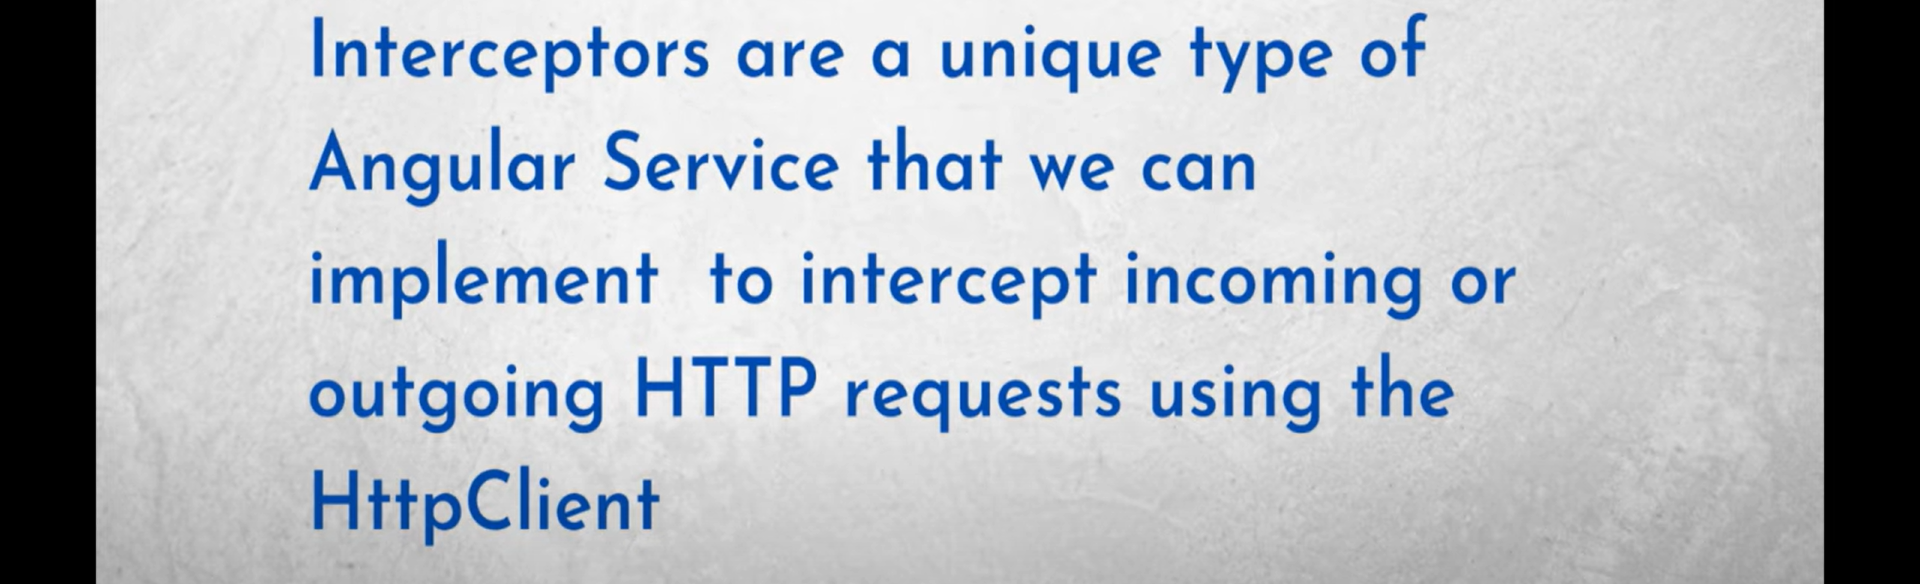 Interceptors are a unique type of
Angular Service that we can
implement  to intercept incoming or
outgoing HTTP requests using the
HttpClient